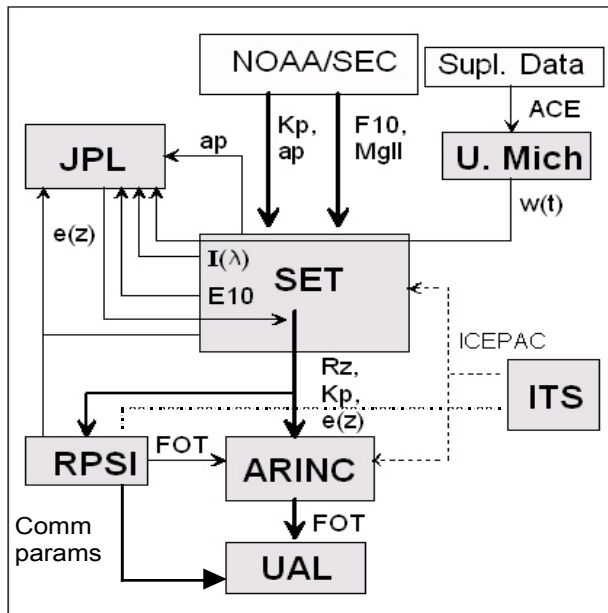 NOAA/SEC
Supl. Data
ACE
Kp,
ap
F10,
MgII
JPL
ap
U. Mich
w(t)
e(z)
I(λ)
E10
SET
ICEPAC
Rz,
Kp,
e(z)
ITS
RPSI
FOT
ARINC
Comm
params
FOT
UAL